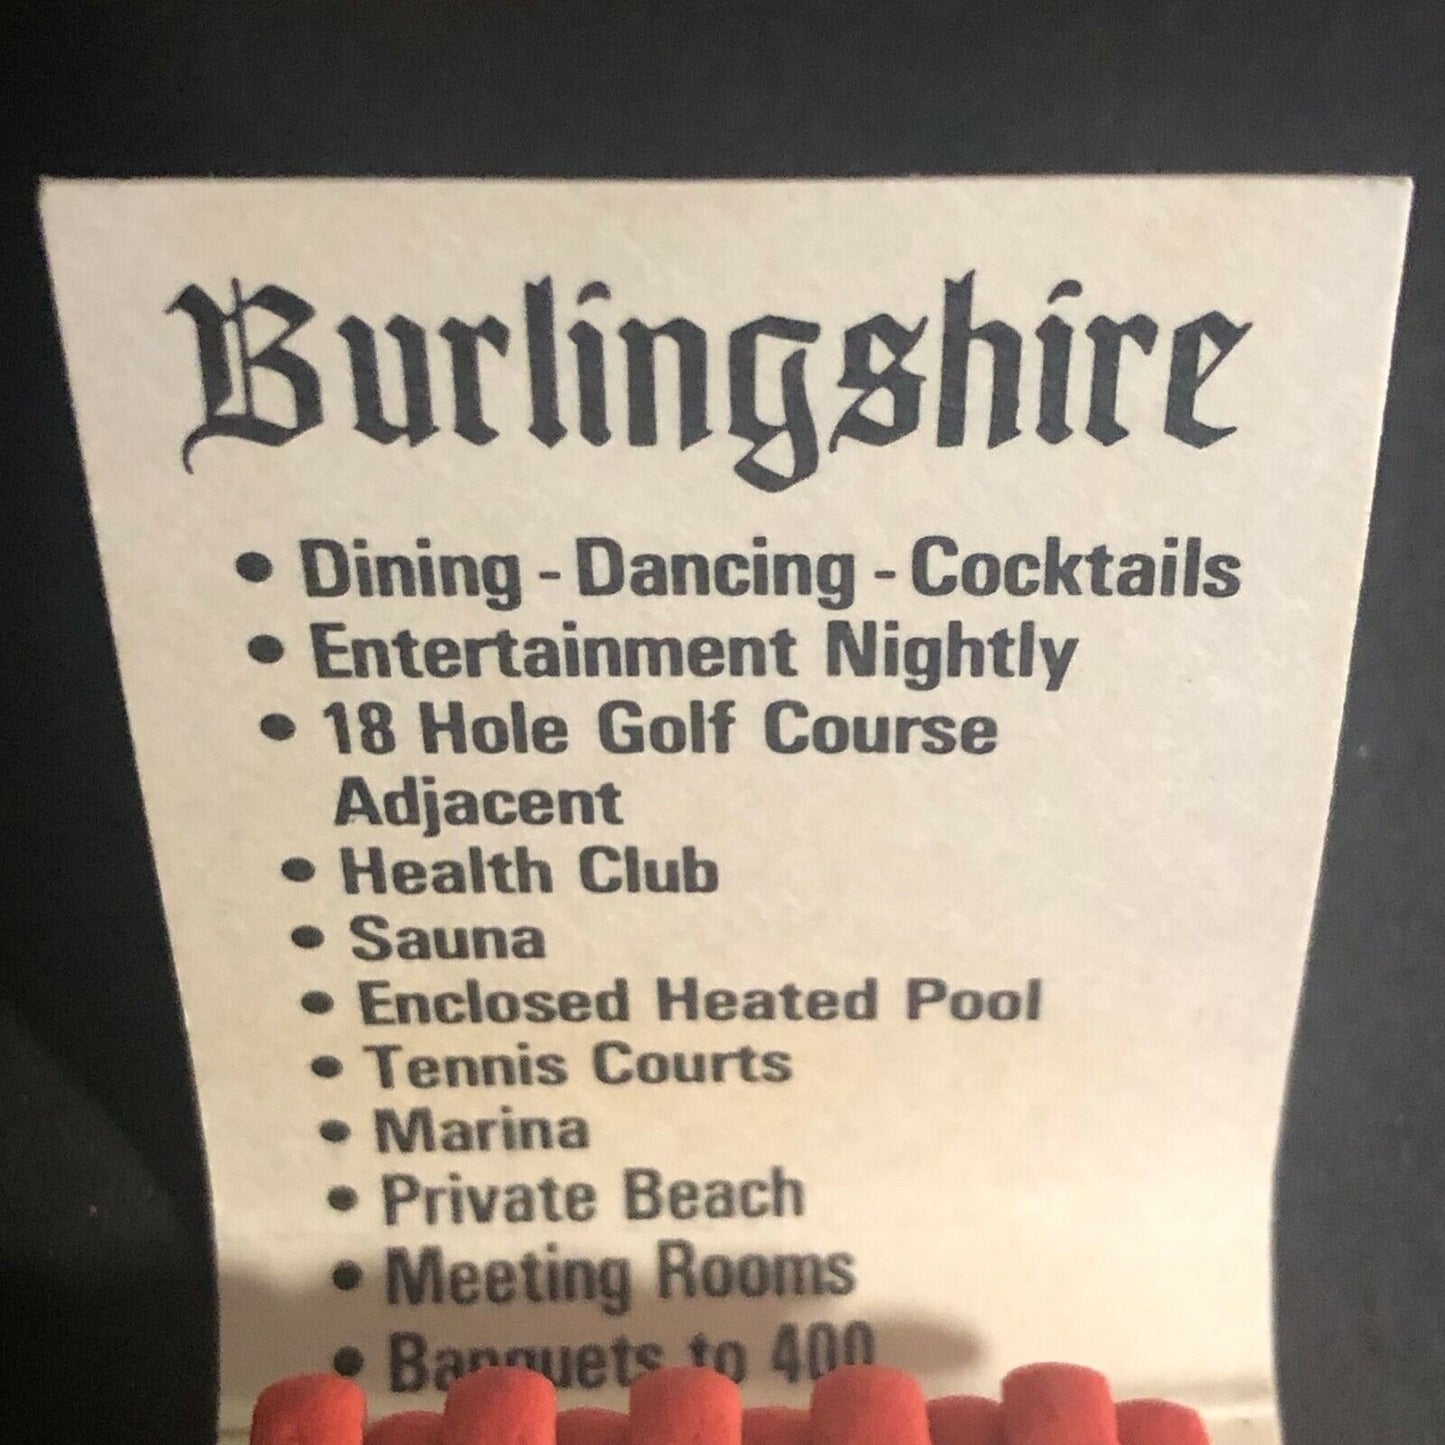 Burlingshire
• Dining - Dancing - Cocktails
• Entertainment Nightly
• 18 Hole Golf Course
Adjacent
• Health Club
• Sauna
• Enclosed Heated Pool
• Tennis Courts
• Marina
• Private Beach
• Meeting Rooms
• Banquets to 400